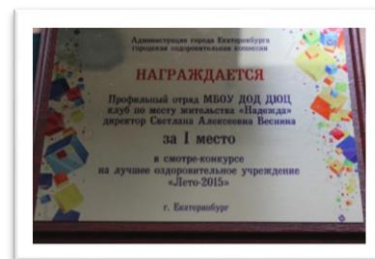 Администрация города Екатеринбурга
городская оздоровительная комиссия
НАГРАЖДАЕТСЯ
Профильный отряд МБОУ ДОД ДЮЦ
клуб по месту жительства «Надежда»
директор Светлана Алексеевна Веснина
за I место
в смотре-конкурсе
на лучшее оздоровительное учреждение
«Лето-2015»
г. Екатеринбург